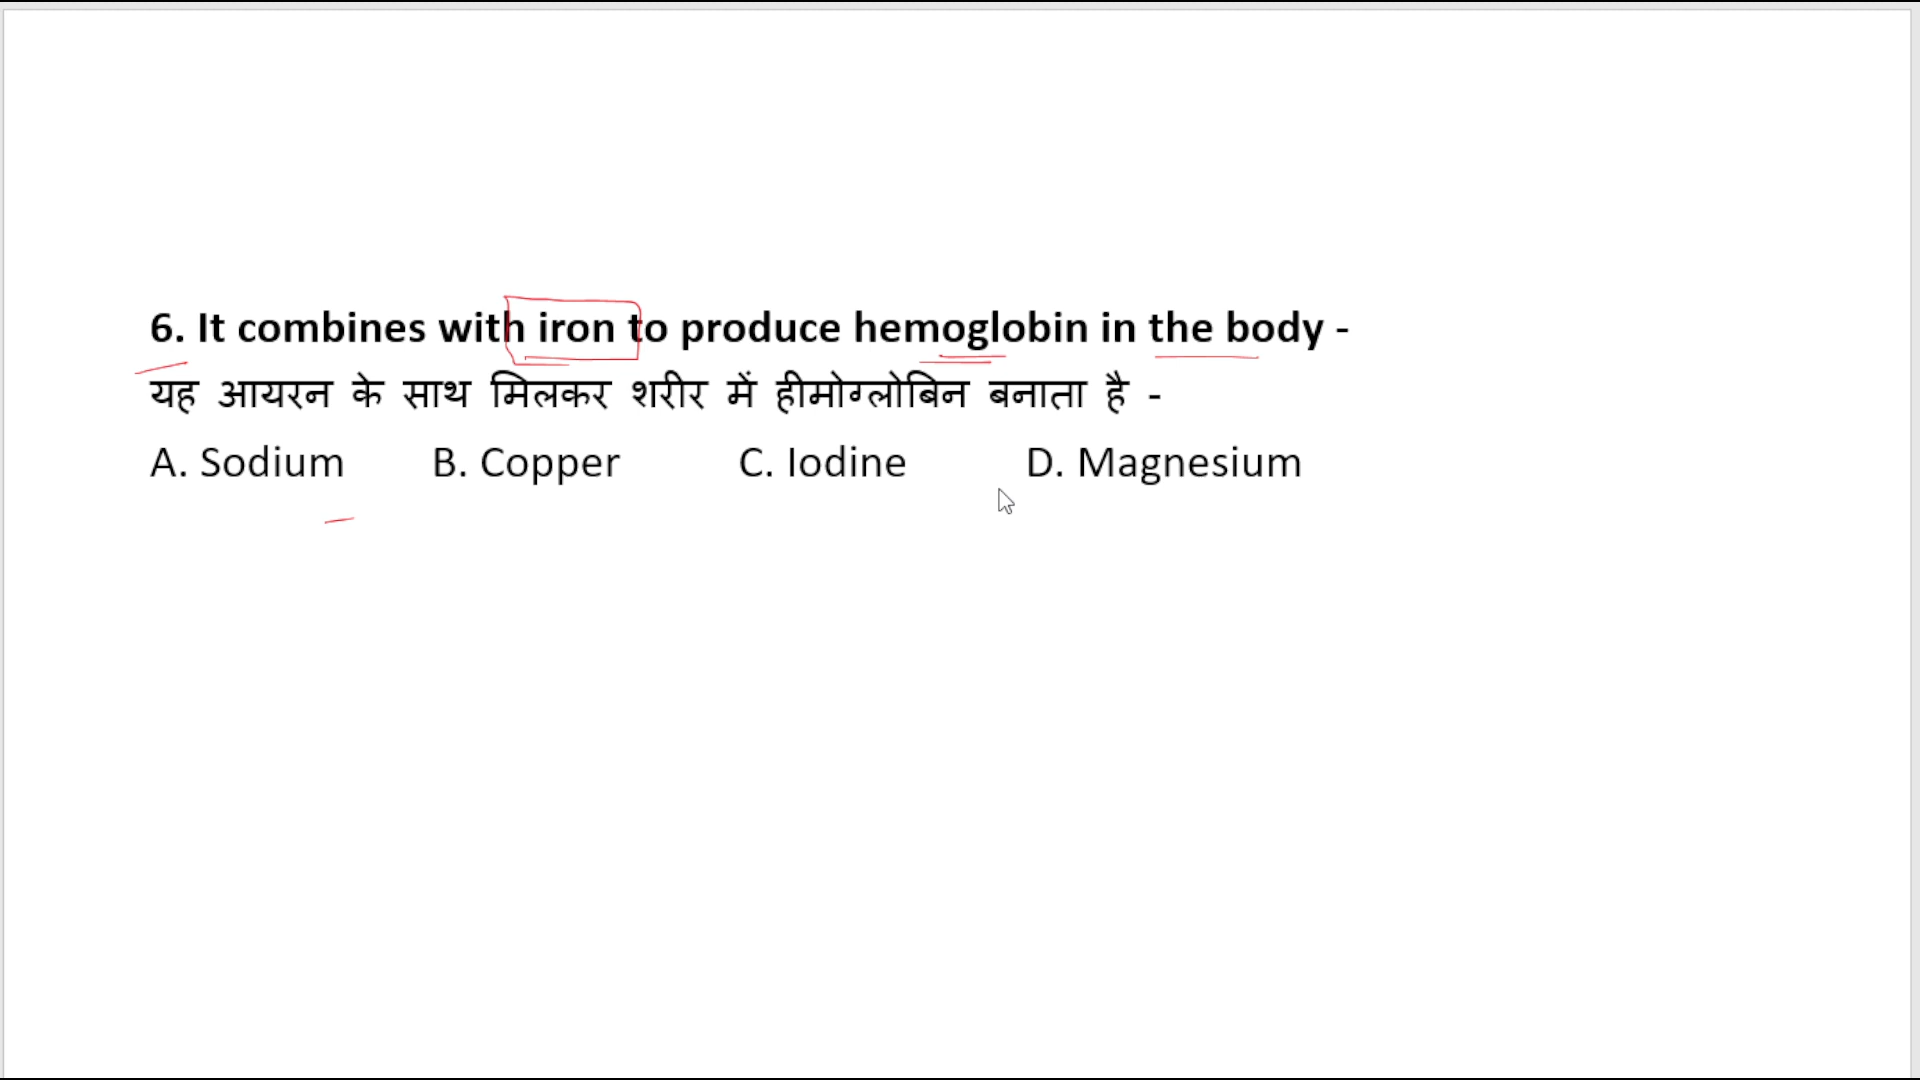 6. It combines with iron to produce hemoglobin in the body -
यह आयरन के साथ मिलकर शरीर में हीमोग्लोबिन बनाता है -
A. Sodium B. Copper C. Iodine D. Magnesium